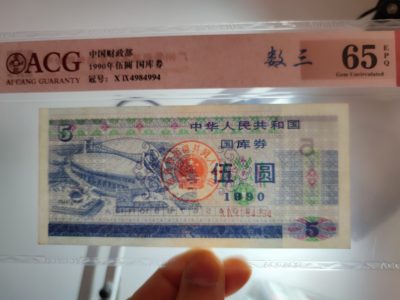 ACG
AI CANG GUARANTY
中国财政部
1990年伍圆 国库券
冠号: X IX4984994
数三
65
EPQ
Gem Uncirculated
5
中华人民共和国
国库券
伍圆
1990
5